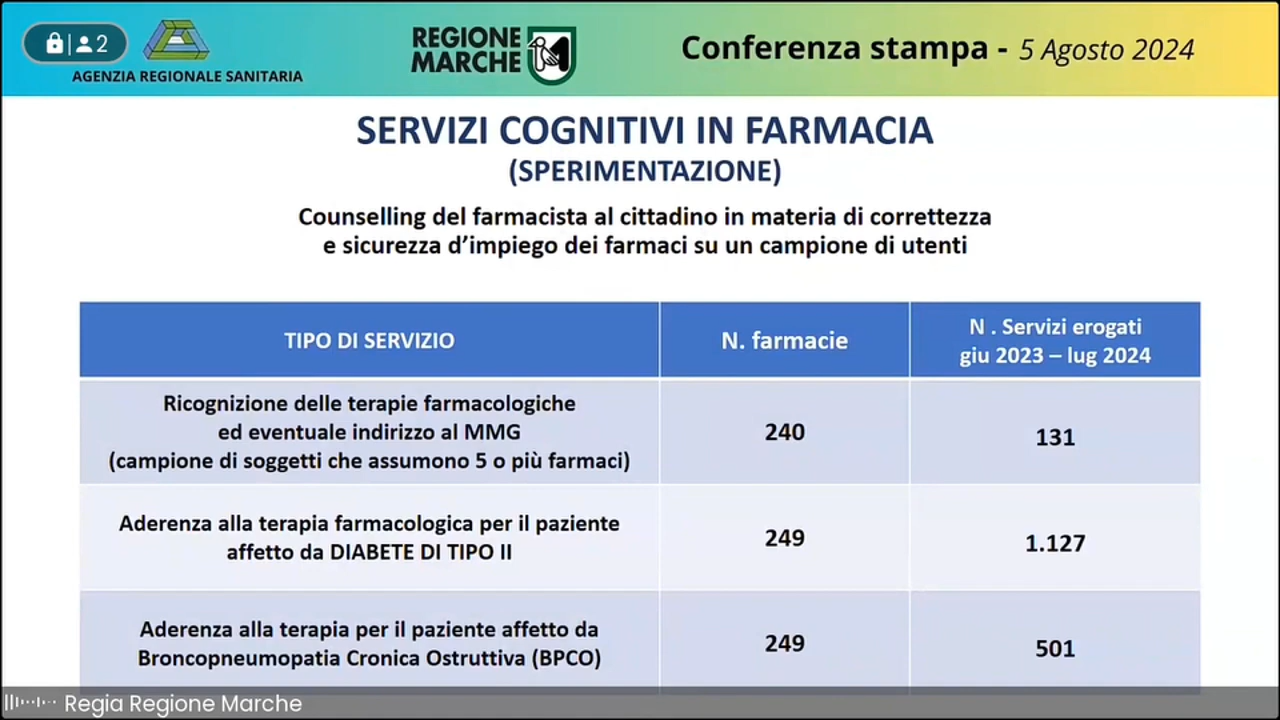 2
AGENZIA REGIONALE SANITARIA
REGIONE
MARCHE
Conferenza stampa - 5 Agosto 2024
SERVIZI COGNITIVI IN FARMACIA
(SPERIMENTAZIONE)
Counselling del farmacista al cittadino in materia di correttezza
e sicurezza d’impiego dei farmaci su un campione di utenti
TIPO DI SERVIZIO
N. farmacie
N . Servizi erogati
giu 2023 – lug 2024
Ricognizione delle terapie farmacologiche
ed eventuale indirizzo al MMG
(campione di soggetti che assumono 5 o più farmaci)
240
131
Aderenza alla terapia farmacologica per il paziente
affetto da DIABETE DI TIPO II
249
1.127
Aderenza alla terapia per il paziente affetto da
Broncopneumopatia Cronica Ostruttiva (BPCO)
249
501
Regia Regione Marche